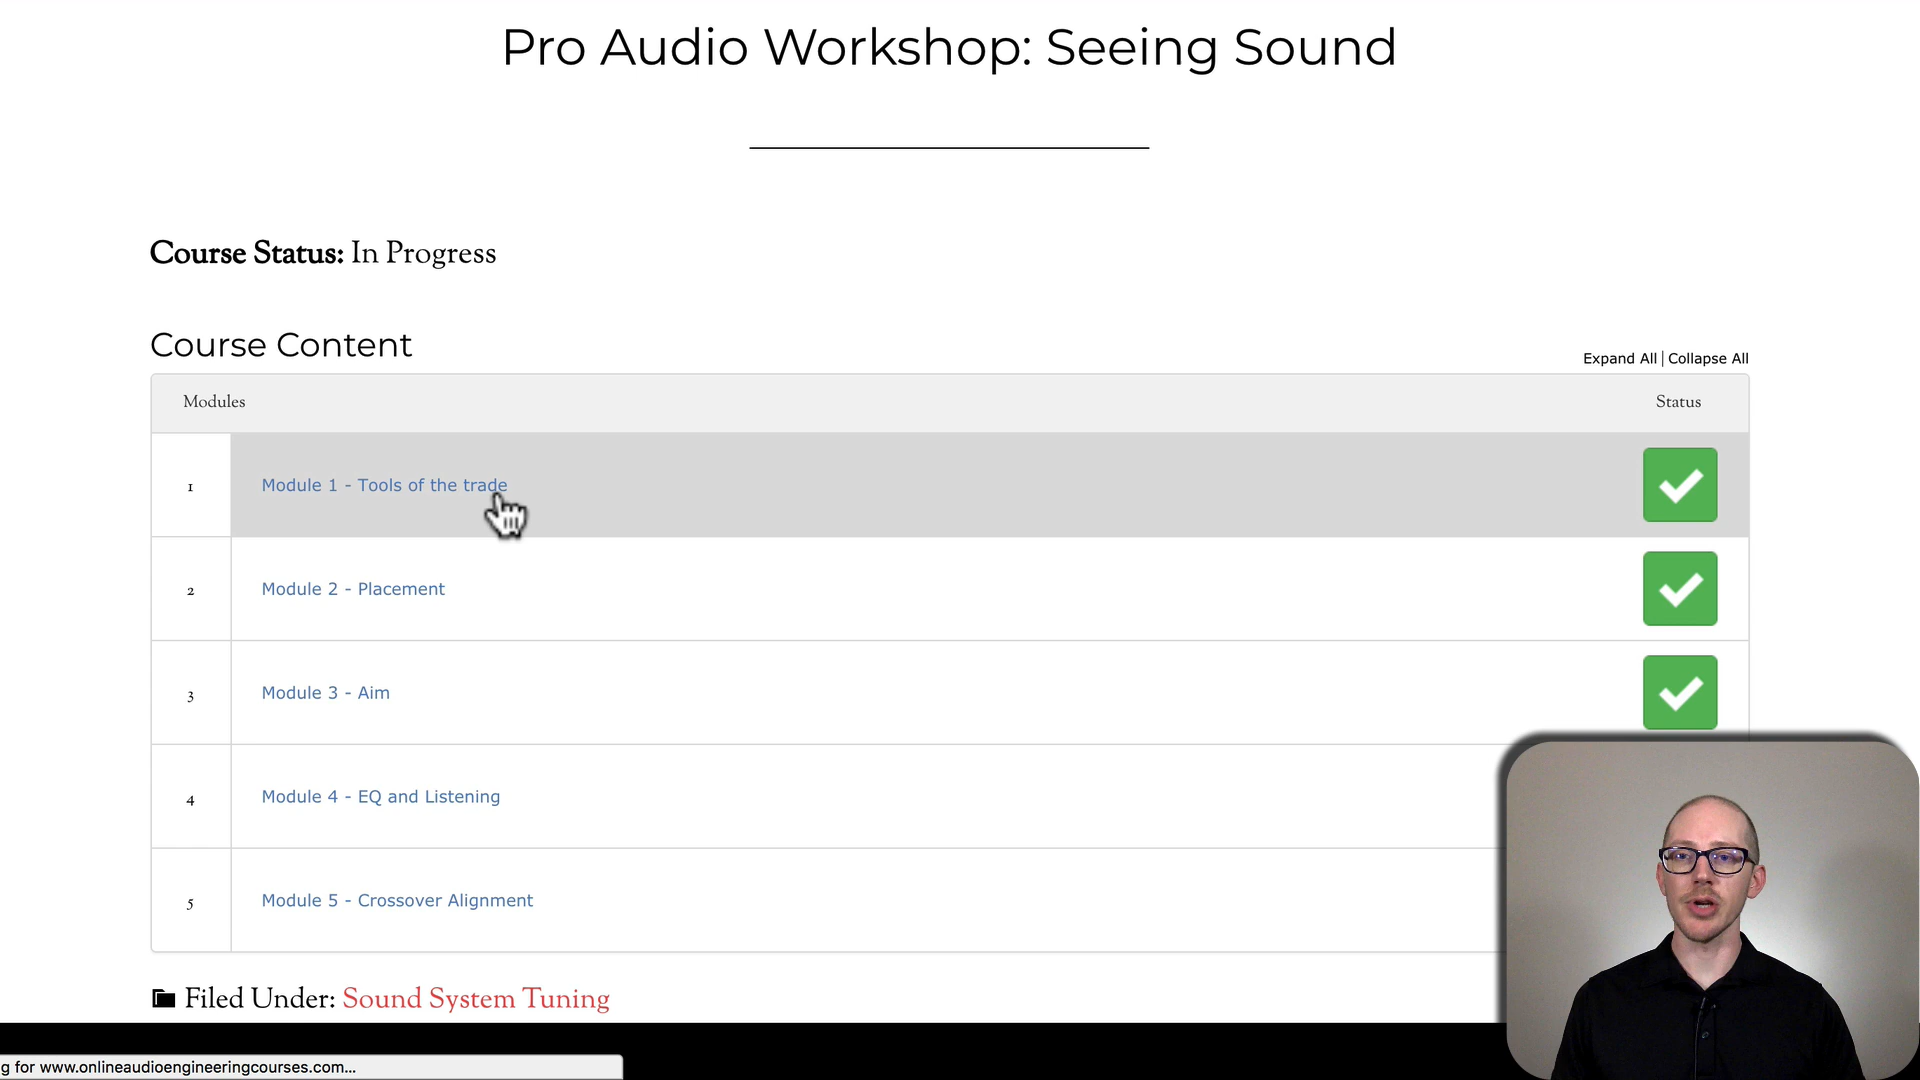 Pro Audio Workshop: Seeing Sound
Course Status: In Progress
Course Content
Expand All | Collapse All
Modules Status
1 Module 1 - Tools of the trade
2 Module 2 - Placement
3 Module 3 - Aim
4 Module 4 - EQ and Listening
5 Module 5 - Crossover Alignment
Filed Under: Sound System Tuning
g for www.onlineaudioengineeringcourses.com...